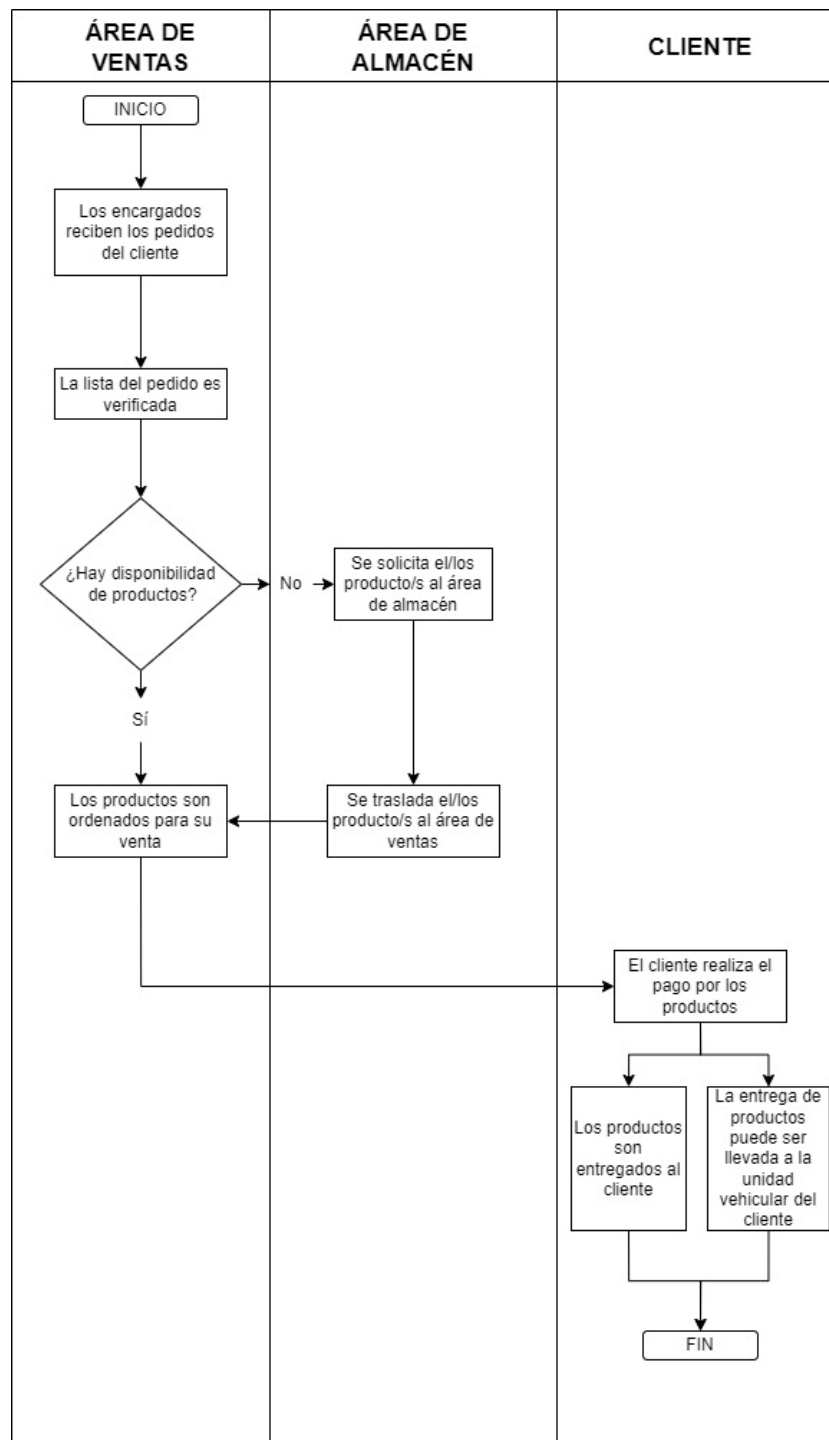 ÁREA DE
VENTAS
ÁREA DE
ALMACÉN
CLIENTE
INICIO
Los encargados
reciben los pedidos
del cliente
La lista del pedido es
verificada
¿Hay disponibilidad
de productos?
No
Se solicita el/los
producto/s al área
de almacén
Sí
Los productos son
ordenados para su
venta
Se traslada el/los
producto/s al área de
ventas
El cliente realiza el
pago por los
productos
Los productos
son
entregados al
cliente
La entrega de
productos
puede ser
llevada a la
unidad
vehicular del
cliente
FIN